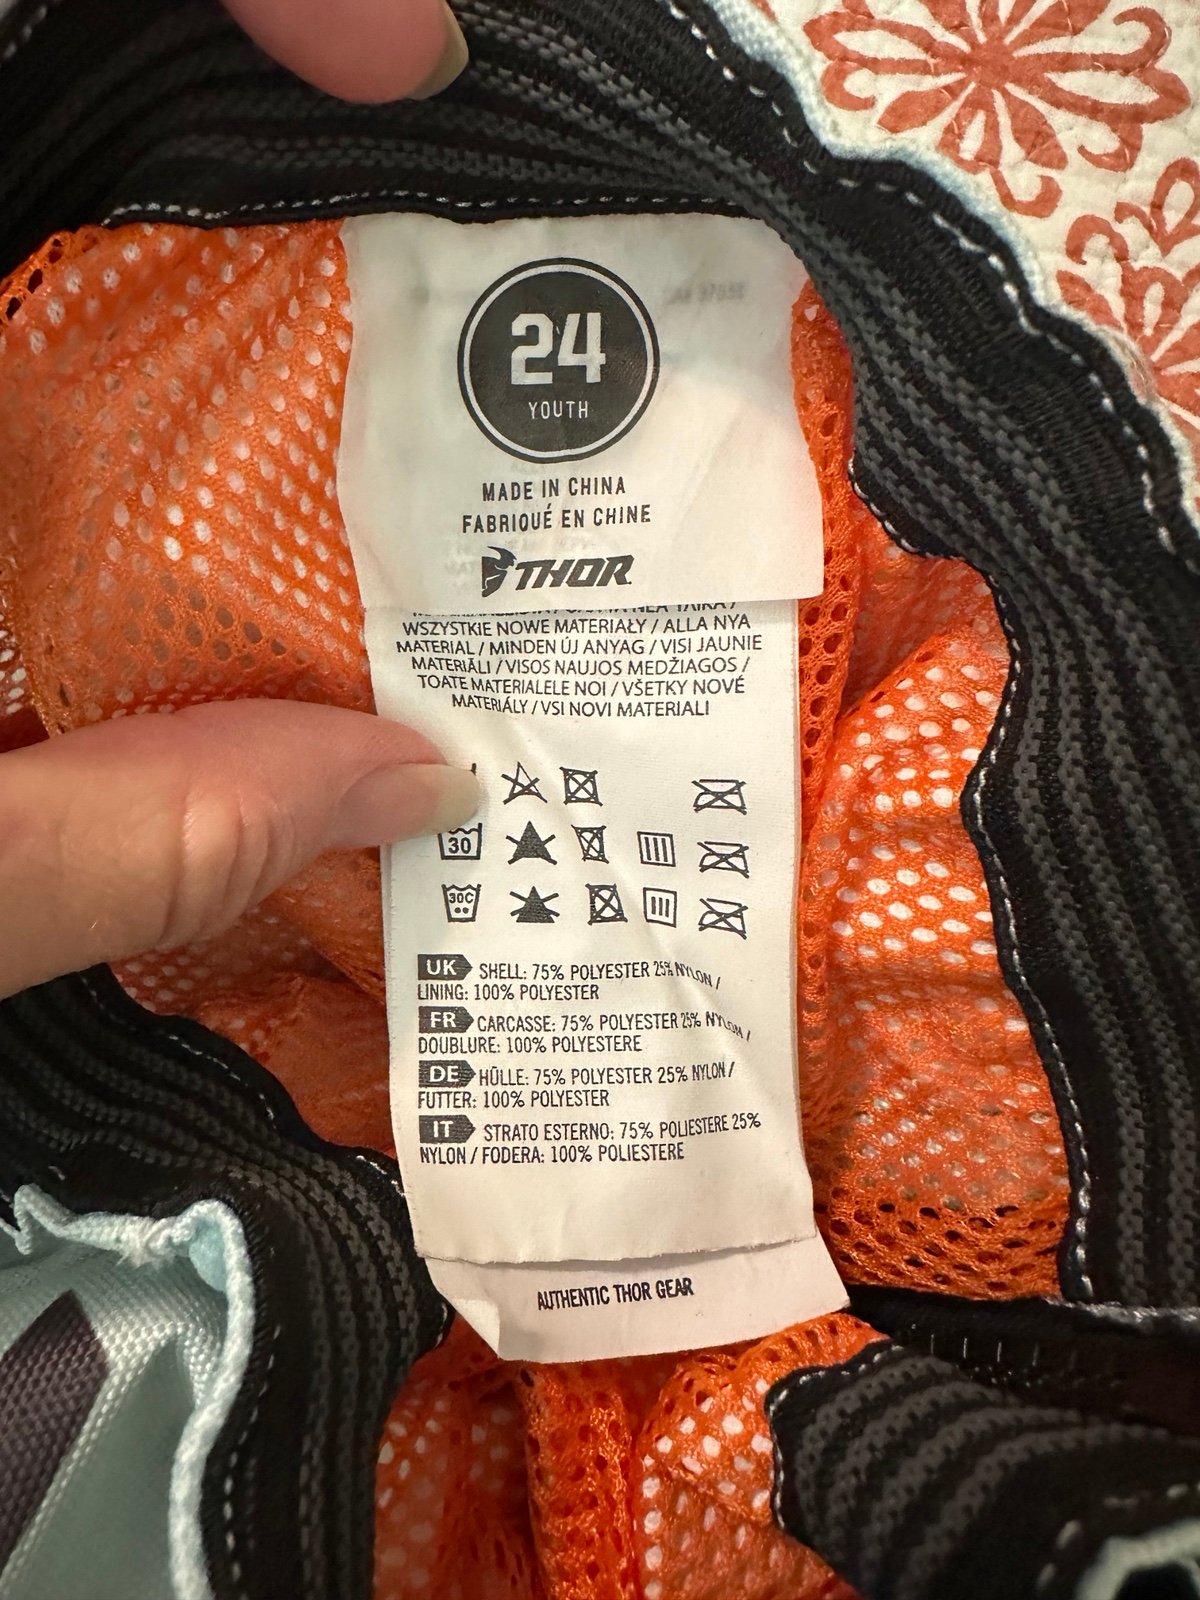 24
YOUTH
MADE IN CHINA
FABRIQUÉ EN CHINE
THOR
WSZYSTKIE NOWE MATERIAŁY / ALLA NYA
MATERIAL / MINDEN ÚJ ANYAG / VISI JAUNIE
MATERIĀLI / VISOS NAUJOS MEDŽIAGOS /
TOATE MATERIALELE NOI / VŠETKY NOVÉ
MATERIÁLY / VSI NOVI MATERIALI
30
30C
UK SHELL: 75% POLYESTER 25% NYLON /
LINING: 100% POLYESTER
FR CARCASSE: 75% POLYESTER 25% NYLON /
DOUBLURE: 100% POLYESTERE
DE HÜLLE: 75% POLYESTER 25% NYLON /
FUTTER: 100% POLYESTER
IT STRATO ESTERNO: 75% POLIESTERE 25%
NYLON / FODERA: 100% POLIESTERE
AUTHENTIC THOR GEAR